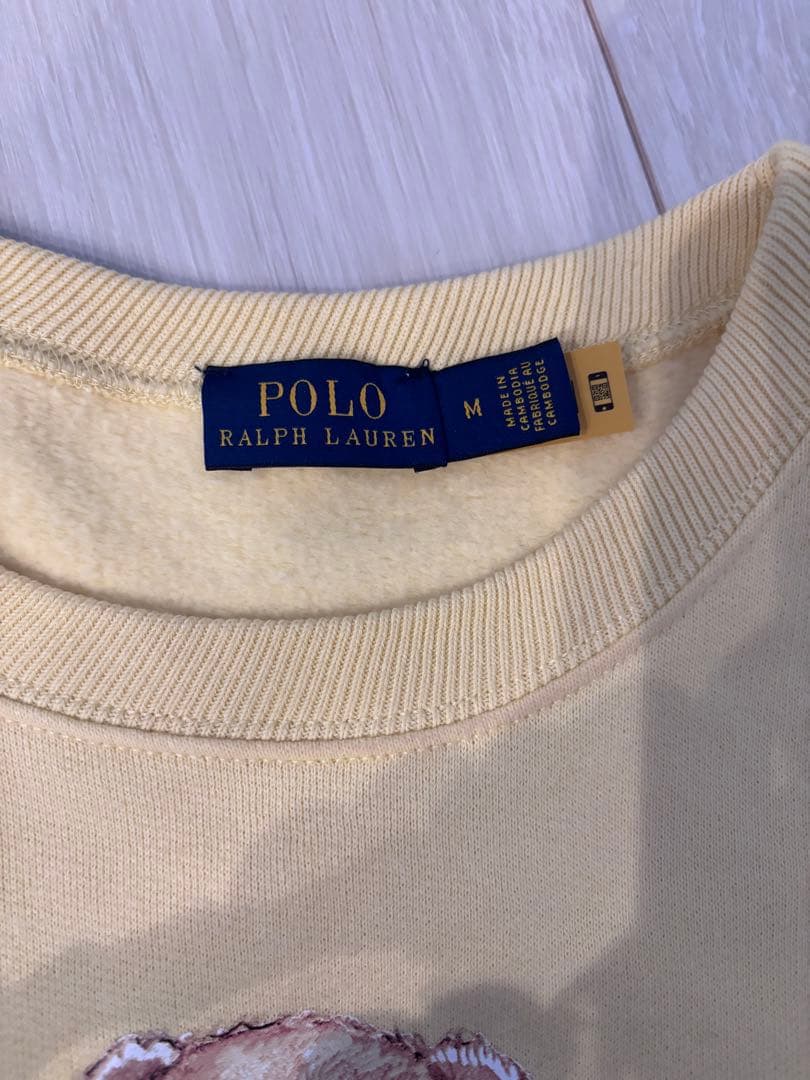 POLO
RALPH LAUREN
M
MADE IN
CAMBODIA
FABRIQUÉ AU
CAMBODGE